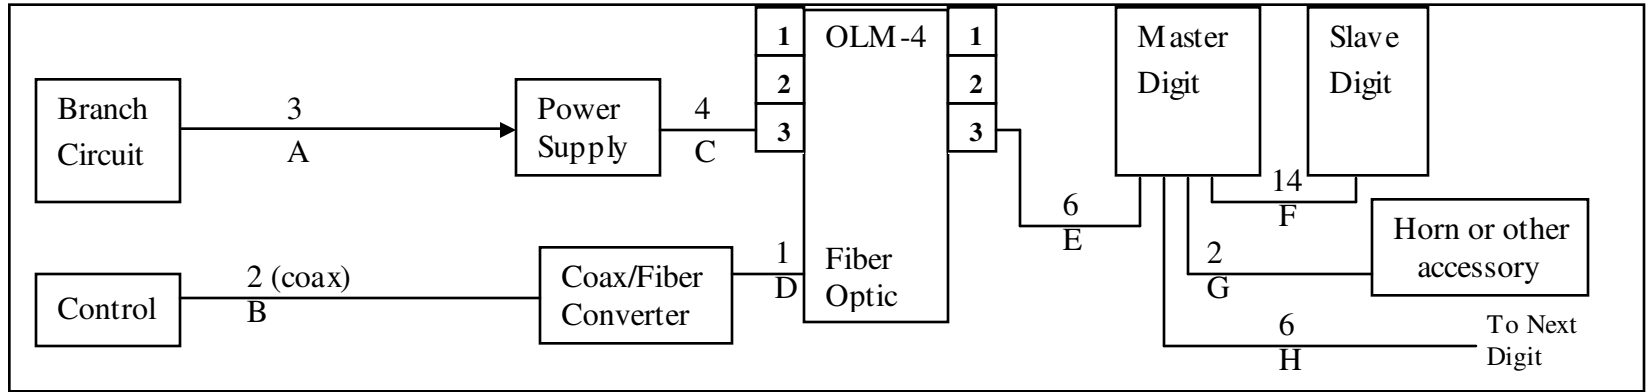 Branch
Circuit
3
A
Power
Supply
4
C
1
2
3
OLM-4
1
2
3
Master
Digit
Slave
Digit
14
F
6
E
Control
2 (coax)
B
Coax/Fiber
Converter
1
D
Fiber
Optic
2
G
Horn or other
accessory
6
H
To Next
Digit